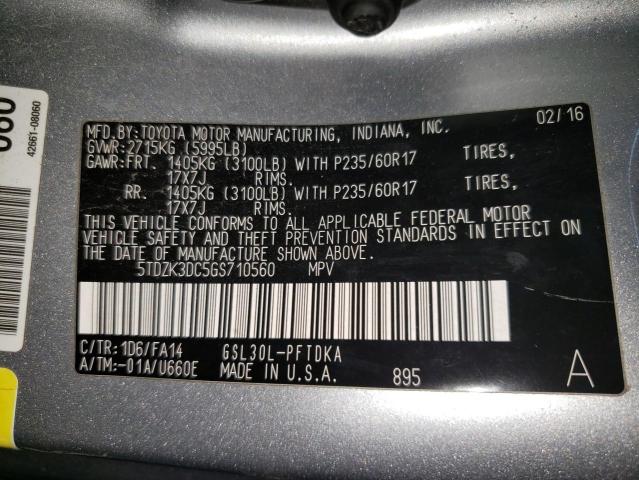 MFD.BY:TOYOTA MOTOR MANUFACTURING, INDIANA, INC. 02/16
GVWR:2715KG (5995LB)
GAWR:FRT. 1405KG (3100LB) WITH P235/60R17 TIRES,
17X7J RIMS.
RR. 1405KG (3100LB) WITH P235/60R17 TIRES,
17X7J RIMS.
THIS VEHICLE CONFORMS TO ALL APPLICABLE FEDERAL MOTOR
VEHICLE SAFETY AND THEFT PREVENTION STANDARDS IN EFFECT ON
THE DATE OF MANUFACTURE SHOWN ABOVE.
5TDZK3DC5GS710560 MPV
C/TR:1D6/FA14 GSL30L-PFTDKA
A/TM:-01A/U660E MADE IN U.S.A. 895 A
42661-08060